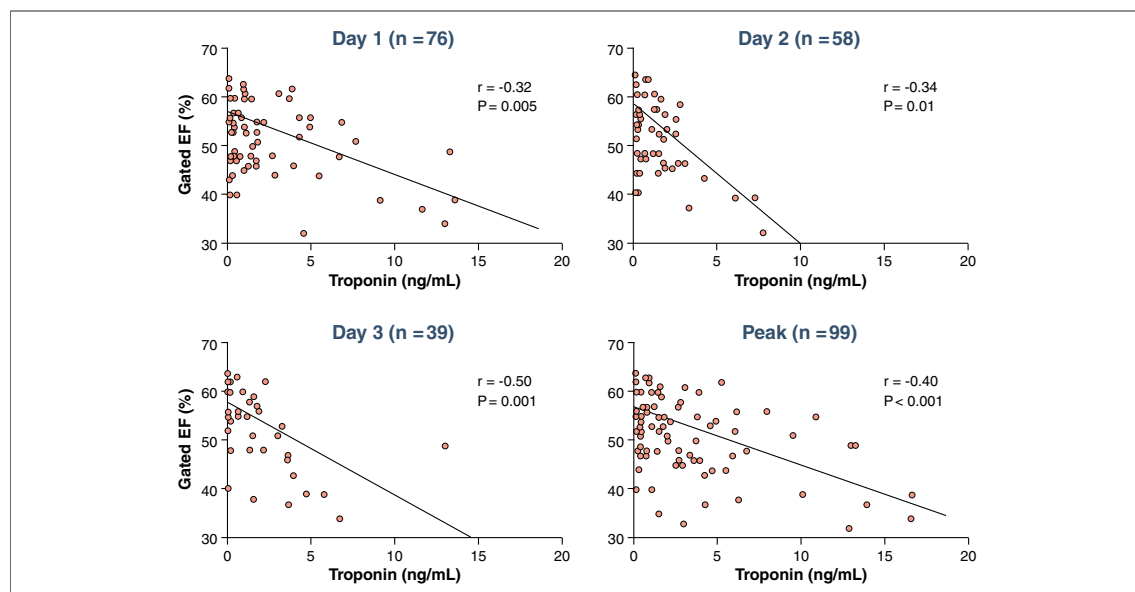 Day 1 (n = 76)
70
60
50
40
30
Gated EF (%)
r = -0.32
P = 0.005
0 5 10 15 20
Troponin (ng/mL)
Day 2 (n = 58)
70
60
50
40
30
r = -0.34
P = 0.01
0 5 10 15 20
Troponin (ng/mL)
Day 3 (n = 39)
70
60
50
40
30
Gated EF (%)
r = -0.50
P = 0.001
0 5 10 15 20
Troponin (ng/mL)
Peak (n = 99)
70
60
50
40
30
r = -0.40
P < 0.001
0 5 10 15 20
Troponin (ng/mL)